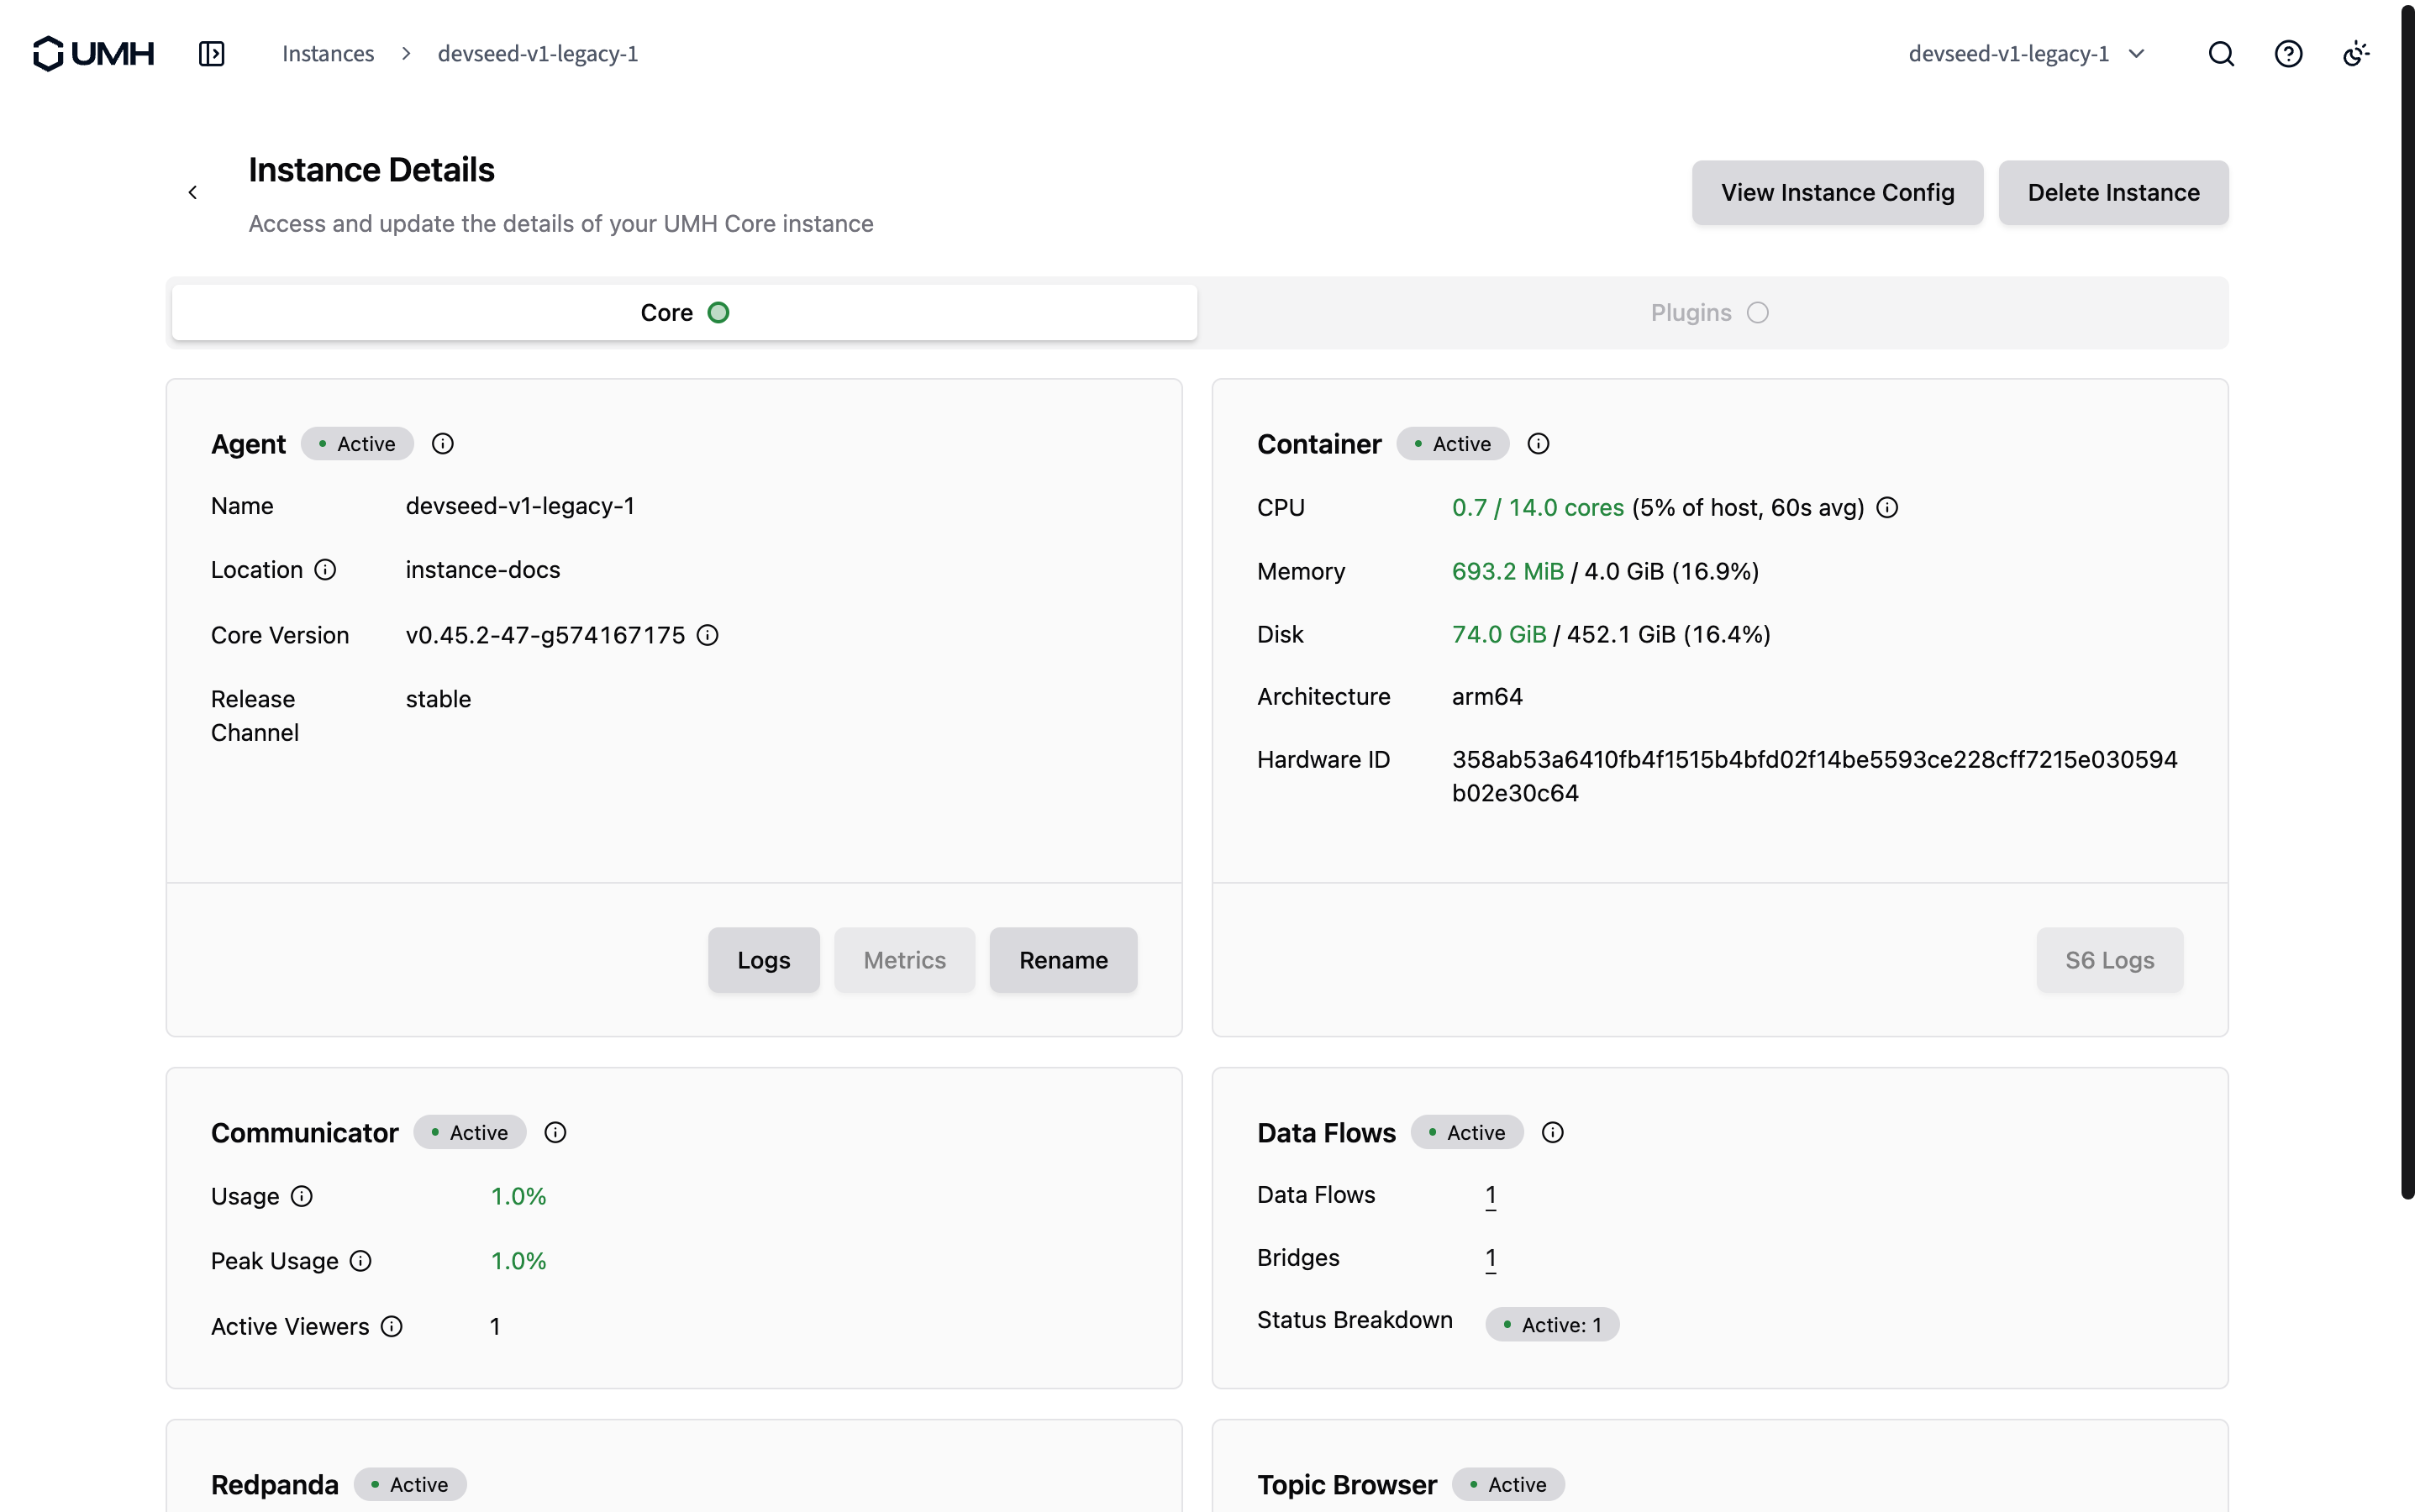 UMH
Instances > devseed-v1-legacy-1
devseed-v1-legacy-1
Instance Details
Access and update the details of your UMH Core instance
View Instance Config
Delete Instance
Core
Plugins
Agent Active
Name devseed-v1-legacy-1
Location instance-docs
Core Version v0.45.2-47-g574167175
Release Channel stable
Logs
Metrics
Rename
Container Active
CPU 0.7 / 14.0 cores (5% of host, 60s avg)
Memory 693.2 MiB / 4.0 GiB (16.9%)
Disk 74.0 GiB / 452.1 GiB (16.4%)
Architecture arm64
Hardware ID 358ab53a6410fb4f1515b4bfd02f14be5593ce228cff7215e030594
b02e30c64
S6 Logs
Communicator Active
Usage 1.0%
Peak Usage 1.0%
Active Viewers 1
Data Flows Active
Data Flows 1
Bridges 1
Status Breakdown Active: 1
Redpanda Active
Topic Browser Active